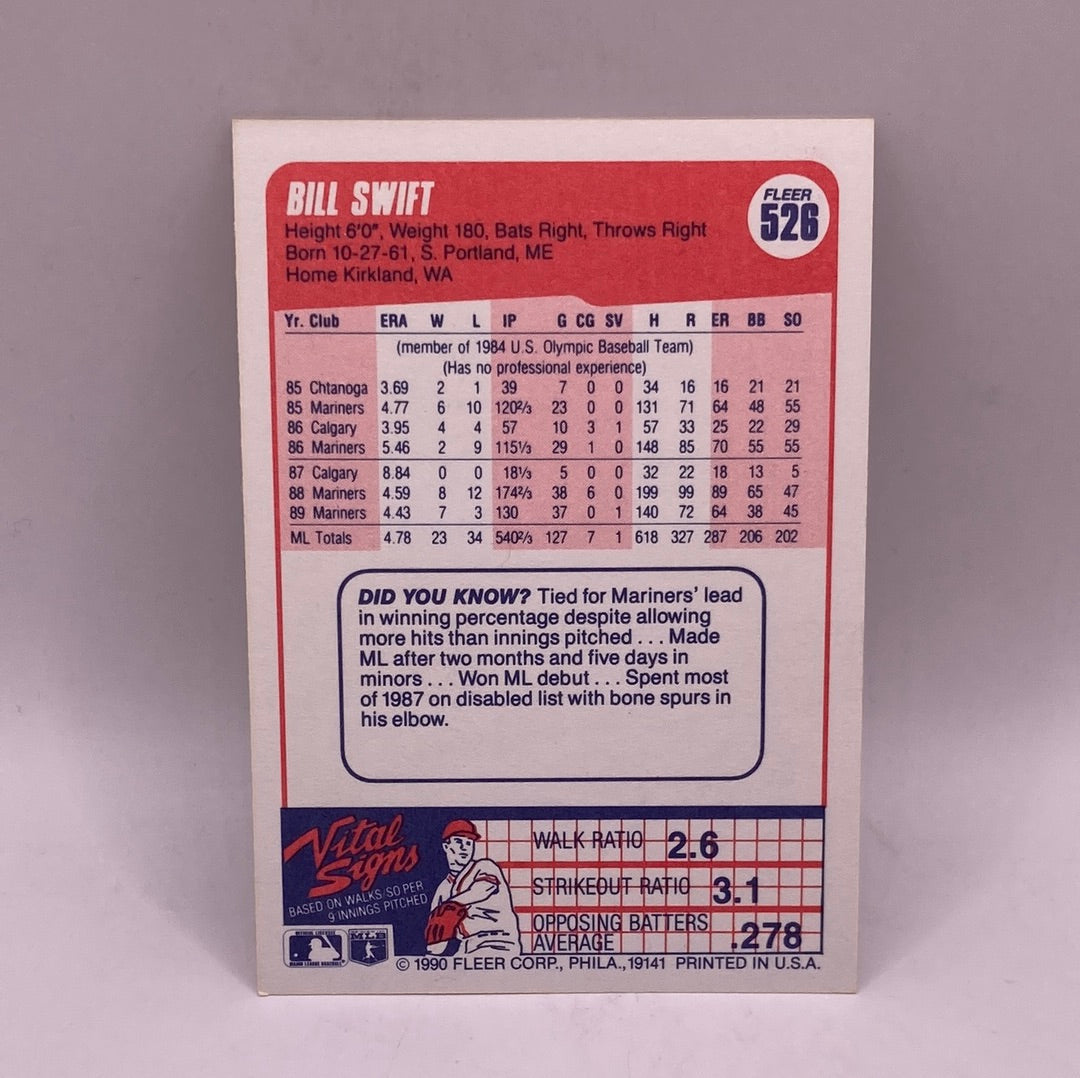 BILL SWIFT
FLEER
526
Height 6'0", Weight 180, Bats Right, Throws Right
Born 10-27-61, S. Portland, ME
Home Kirkland, WA
Yr. Club ERA W L IP G CG SV H R ER BB SO
(member of 1984 U.S. Olympic Baseball Team)
(Has no professional experience)
85 Chtanoga 3.69 2 1 39 7 0 0 34 16 16 21 21
85 Mariners 4.77 6 10 120⅔ 23 0 0 131 71 64 48 55
86 Calgary 3.95 4 4 57 10 3 1 57 33 25 22 29
86 Mariners 5.46 2 9 115⅓ 29 1 0 148 85 70 55 55
87 Calgary 8.84 0 0 18⅓ 5 0 0 32 22 18 13 5
88 Mariners 4.59 8 12 174⅔ 38 6 0 199 99 89 65 47
89 Mariners 4.43 7 3 130 37 0 1 140 72 64 38 45
ML Totals 4.78 23 34 540⅔ 127 7 1 618 327 287 206 202
DID YOU KNOW? Tied for Mariners' lead
in winning percentage despite allowing
more hits than innings pitched . . . Made
ML after two months and five days in
minors . . . Won ML debut . . . Spent most
of 1987 on disabled list with bone spurs in
his elbow.
Vital
Signs
BASED ON WALKS/SO PER
9 INNINGS PITCHED
WALK RATIO 2.6
STRIKEOUT RATIO 3.1
OPPOSING BATTERS
AVERAGE .278
MLB
© 1990 FLEER CORP., PHILA., 19141 PRINTED IN U.S.A.